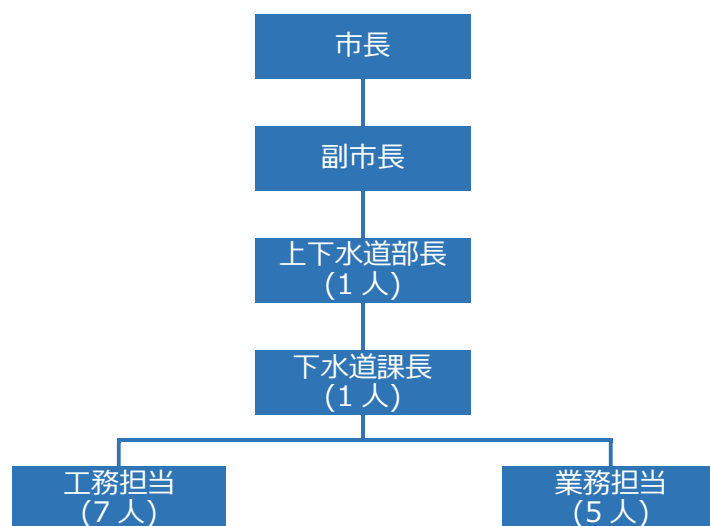 市長
副市長
上下水道部長
(1 人)
下水道課長
(1 人)
工務担当
(7 人)
業務担当
(5 人)